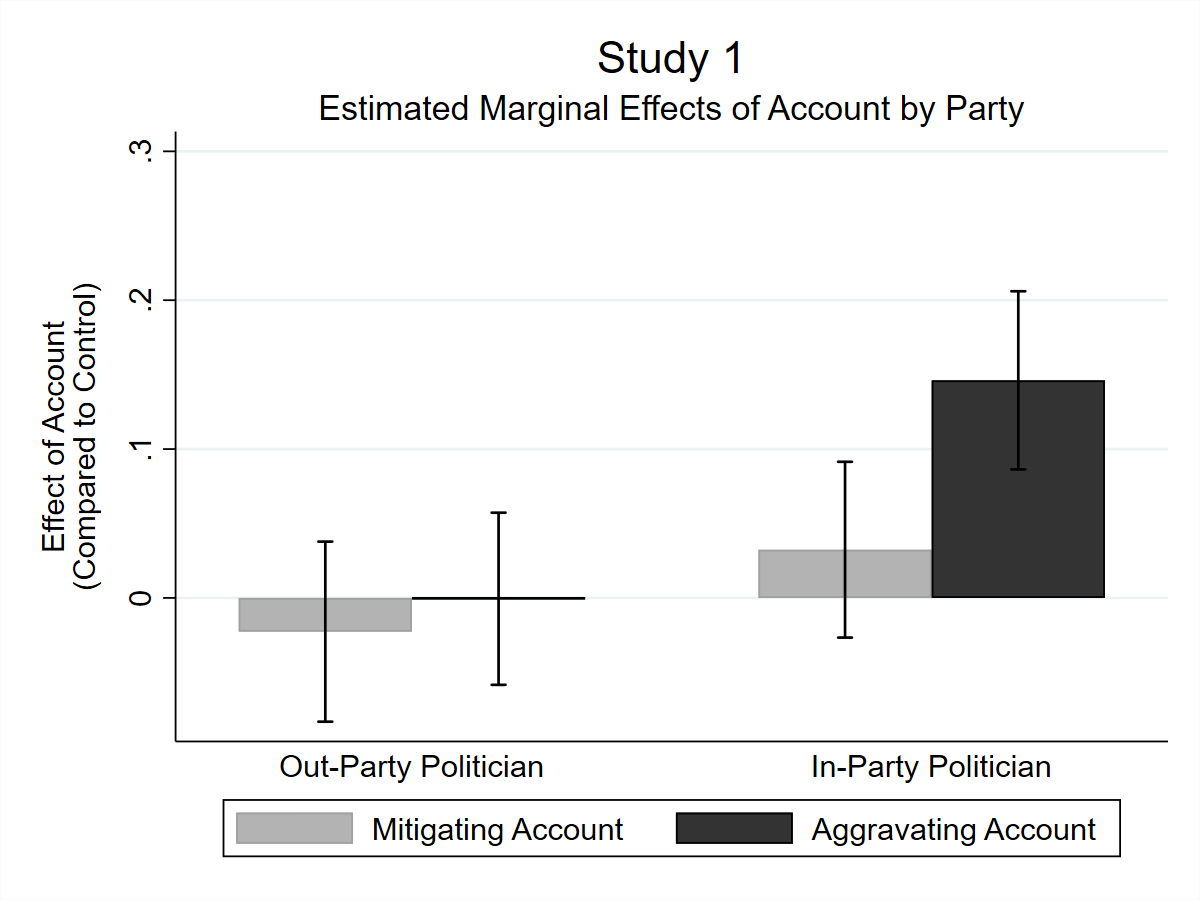 Study 1
Estimated Marginal Effects of Account by Party
Effect of Account
(Compared to Control)
.3
.2
.1
0
Out-Party Politician
In-Party Politician
Mitigating Account
Aggravating Account